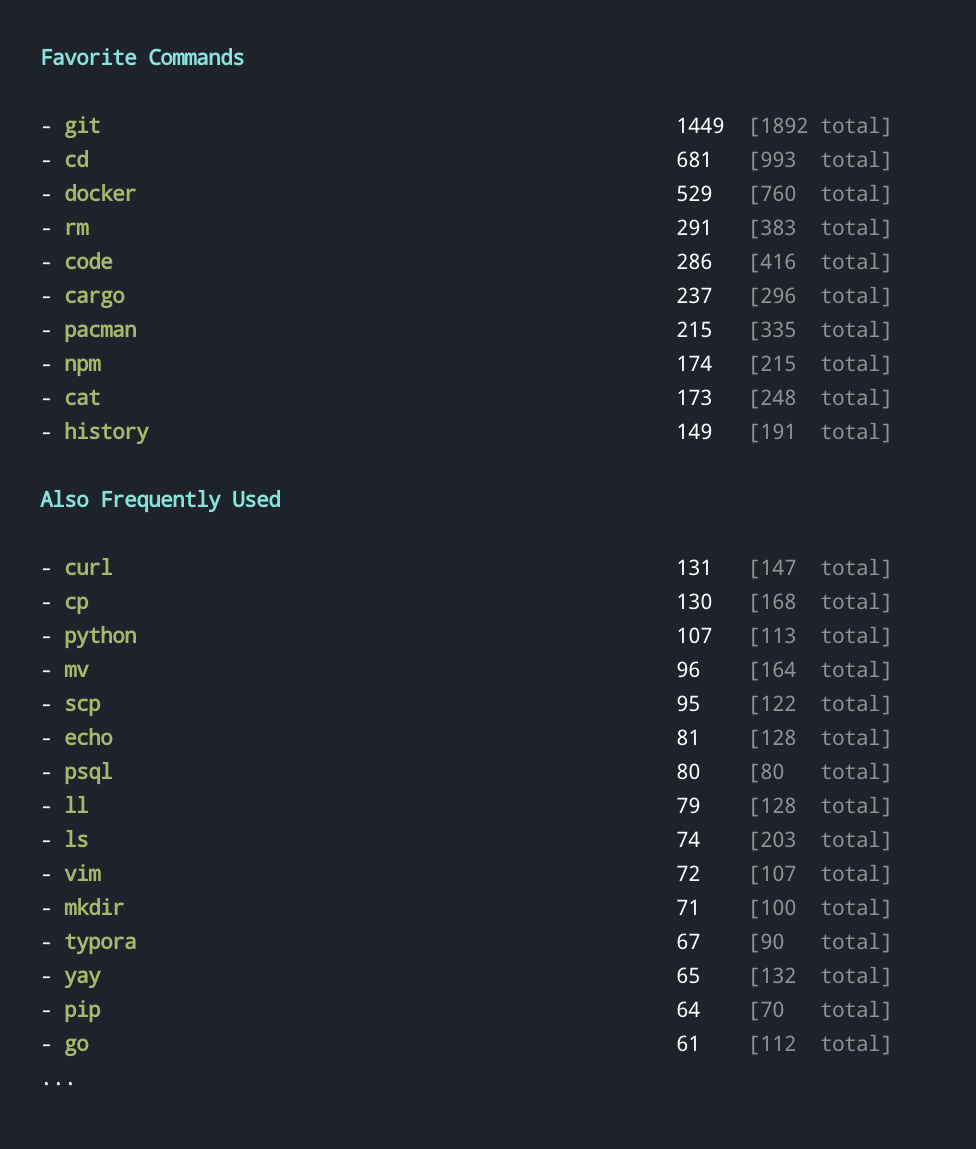 Favorite Commands
- git 1449 [1892 total]
- cd 681 [993 total]
- docker 529 [760 total]
- rm 291 [383 total]
- code 286 [416 total]
- cargo 237 [296 total]
- pacman 215 [335 total]
- npm 174 [215 total]
- cat 173 [248 total]
- history 149 [191 total]
Also Frequently Used
- curl 131 [147 total]
- cp 130 [168 total]
- python 107 [113 total]
- mv 96 [164 total]
- scp 95 [122 total]
- echo 81 [128 total]
- psql 80 [80 total]
- ll 79 [128 total]
- ls 74 [203 total]
- vim 72 [107 total]
- mkdir 71 [100 total]
- typora 67 [90 total]
- yay 65 [132 total]
- pip 64 [70 total]
- go 61 [112 total]
...